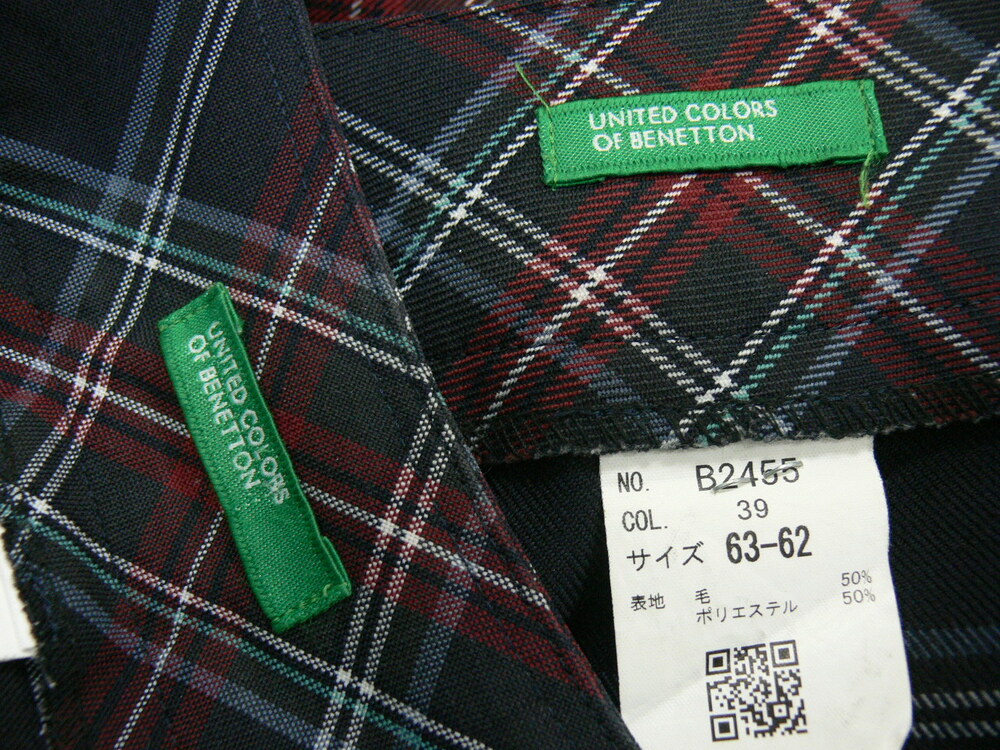 UNITED COLORS
OF BENETTON.
UNITED COLORS
OF BENETTON
NO. B2455
COL. 39
サイズ 63-62
表地 毛 50%
ポリエステル 50%